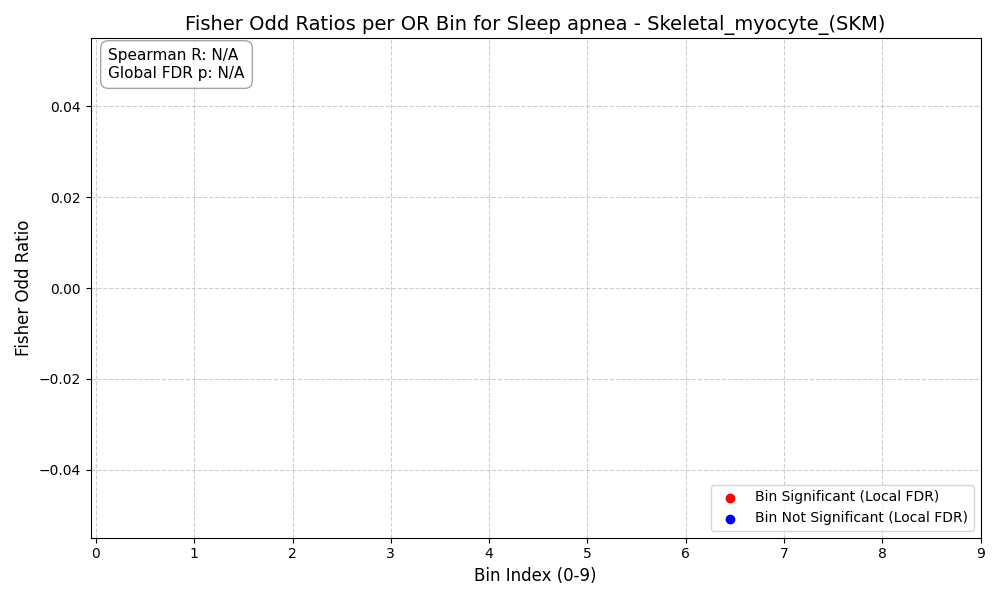 Fisher Odd Ratios per OR Bin for Sleep apnea - Skeletal_myocyte_(SKM)
Spearman R: N/A
Global FDR p: N/A
Fisher Odd Ratio
0.04
0.02
0.00
−0.02
−0.04
Bin Significant (Local FDR)
Bin Not Significant (Local FDR)
0 1 2 3 4 5 6 7 8 9
Bin Index (0-9)